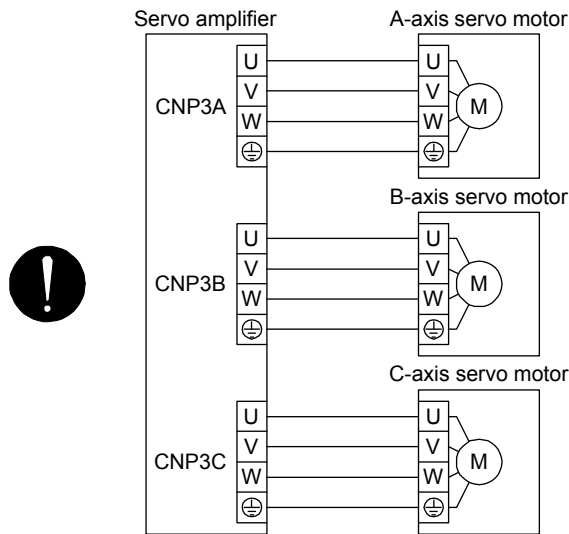 Servo amplifier
A-axis servo motor
U
U
V
V
CNP3A
M
W
W
B-axis servo motor
U
U
V
V
CNP3B
M
W
W
C-axis servo motor
U
U
V
V
CNP3C
M
W
W